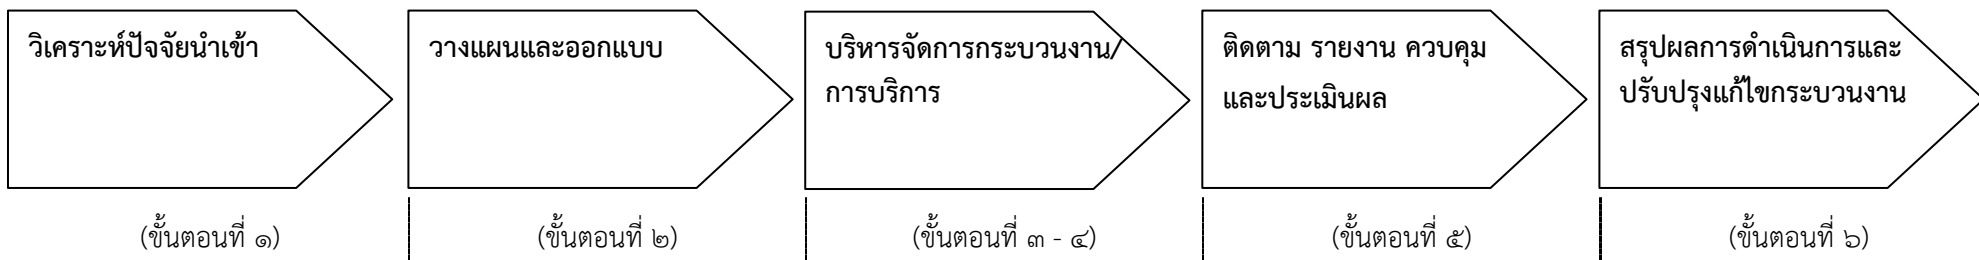 วิเคราะห์ปัจจัยนำเข้า
(ขั้นตอนที่ ๑)
วางแผนและออกแบบ
(ขั้นตอนที่ ๒)
บริหารจัดการกระบวนงาน/
การบริการ
(ขั้นตอนที่ ๓ - ๔)
ติดตาม รายงาน ควบคุม
และประเมินผล
(ขั้นตอนที่ ๕)
สรุปผลการดำเนินการและ
ปรับปรุงแก้ไขกระบวนงาน
(ขั้นตอนที่ ๖)